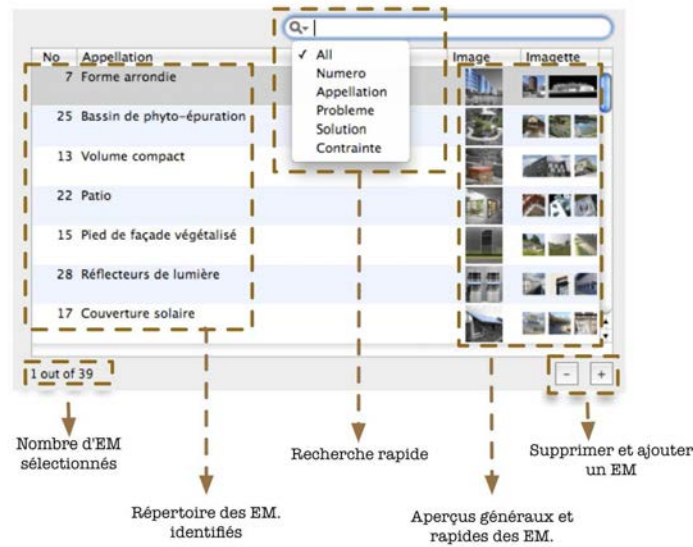 ✓ All
Numero
Appellation
Probleme
Solution
Contrainte
No Appellation Image Imagette
7 Forme arrondie
25 Bassin de phyto-épuration
13 Volume compact
22 Patio
15 Pied de façade végétalisé
28 Réflecteurs de lumière
17 Couverture solaire
1 out of 39
- +
Nombre d'EM
sélectionnés
Recherche rapide
Supprimer et ajouter
un EM
Répertoire des EM.
identifiés
Aperçus généraux et
rapides des EM.